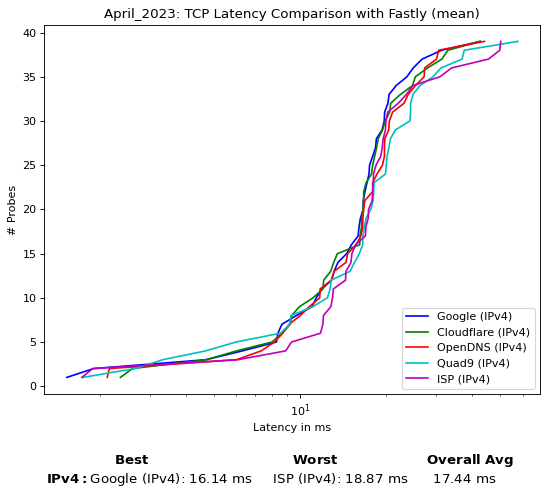 April_2023: TCP Latency Comparison with Fastly (mean)
40
35
30
25
20
15
10
5
0
# Probes
Google (IPv4)
Cloudflare (IPv4)
OpenDNS (IPv4)
Quad9 (IPv4)
ISP (IPv4)
10^1
Latency in ms
Best Worst Overall Avg
IPv4: Google (IPv4): 16.14 ms ISP (IPv4): 18.87 ms 17.44 ms